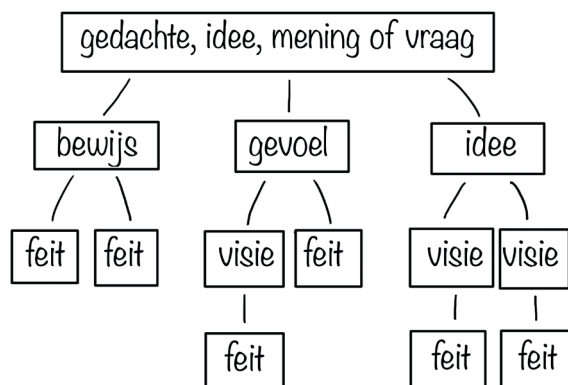 gedachte, idee, mening of vraag
bewijs gevoel idee
feit feit visie feit visie visie
feit feit feit